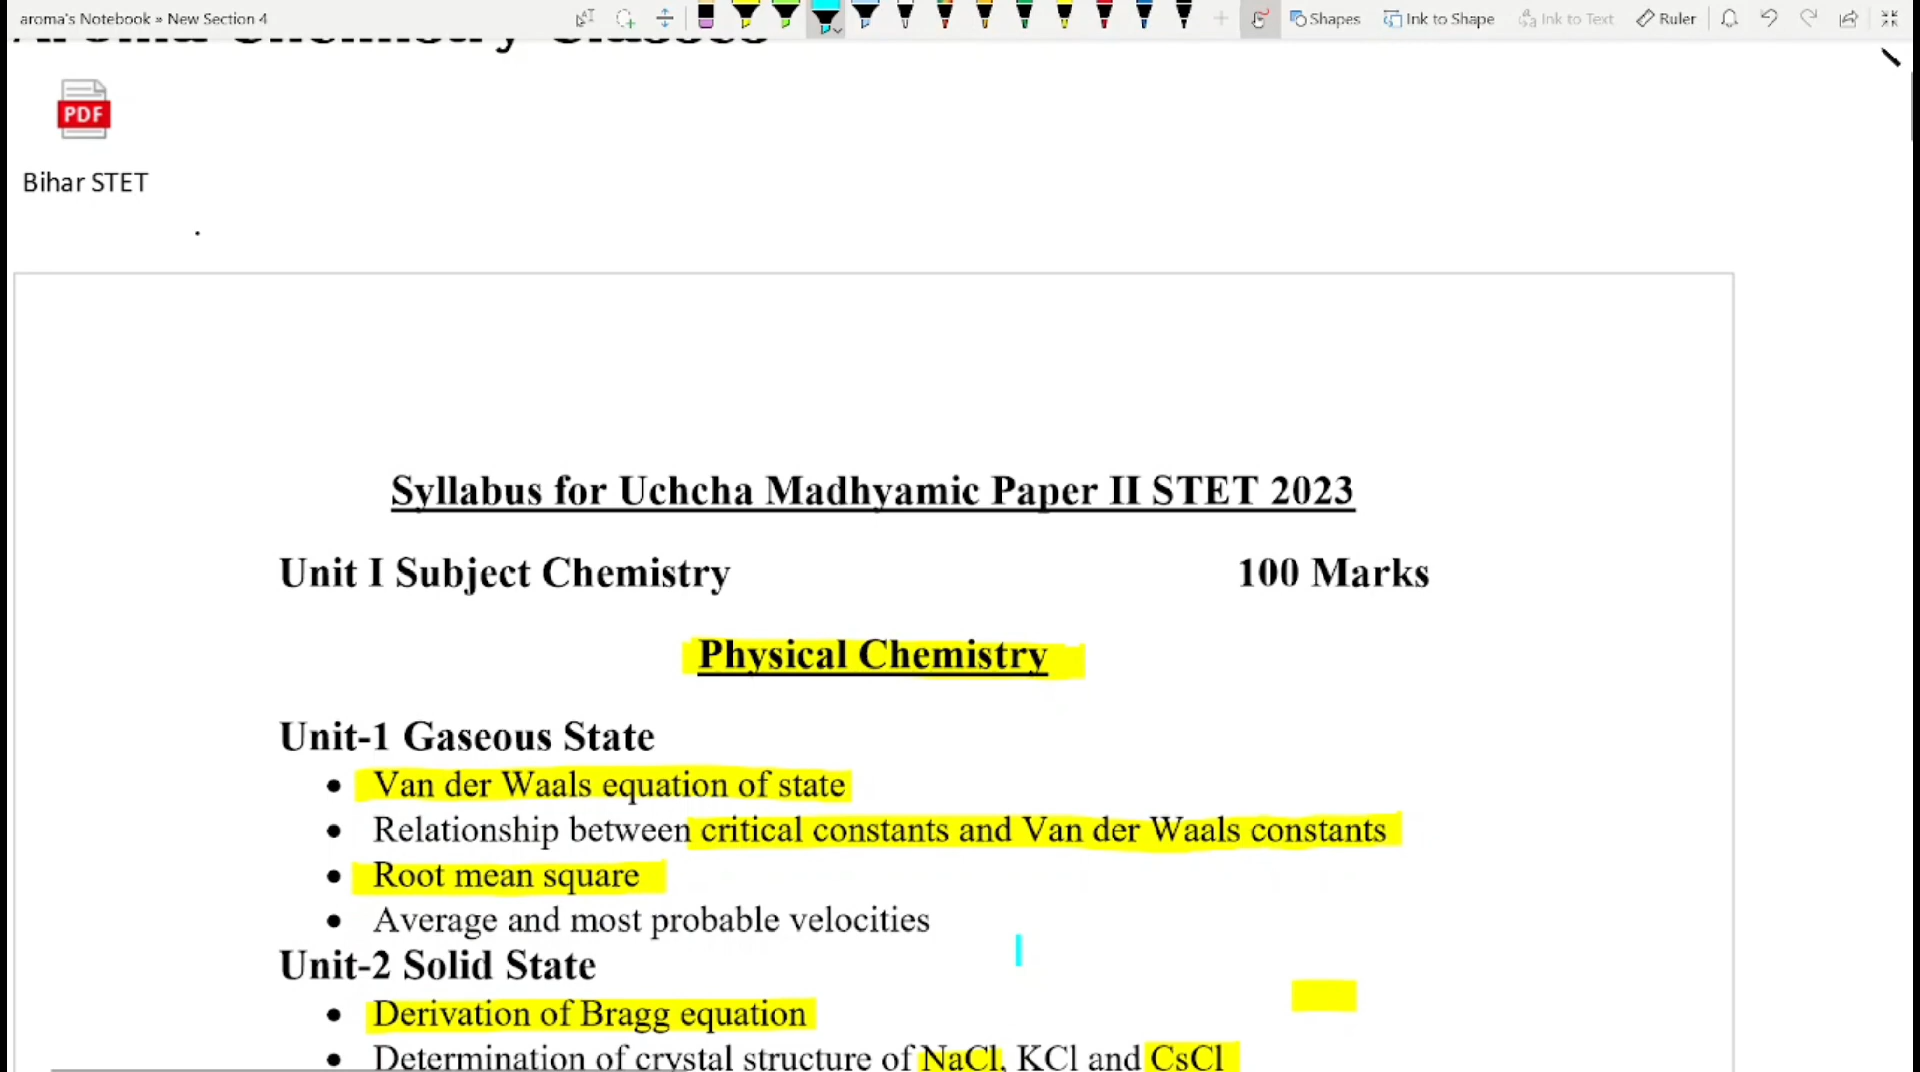 aroma's Notebook » New Section 4
Shapes
Ink to Shape
Ink to Text
Ruler
Aroma Chemistry Classes
PDF
Bihar STET
Syllabus for Uchcha Madhyamic Paper II STET 2023
Unit I Subject Chemistry 100 Marks
Physical Chemistry
Unit-1 Gaseous State
• Van der Waals equation of state
• Relationship between critical constants and Van der Waals constants
• Root mean square
• Average and most probable velocities
Unit-2 Solid State
• Derivation of Bragg equation
• Determination of crystal structure of NaCl, KCl and CsCl